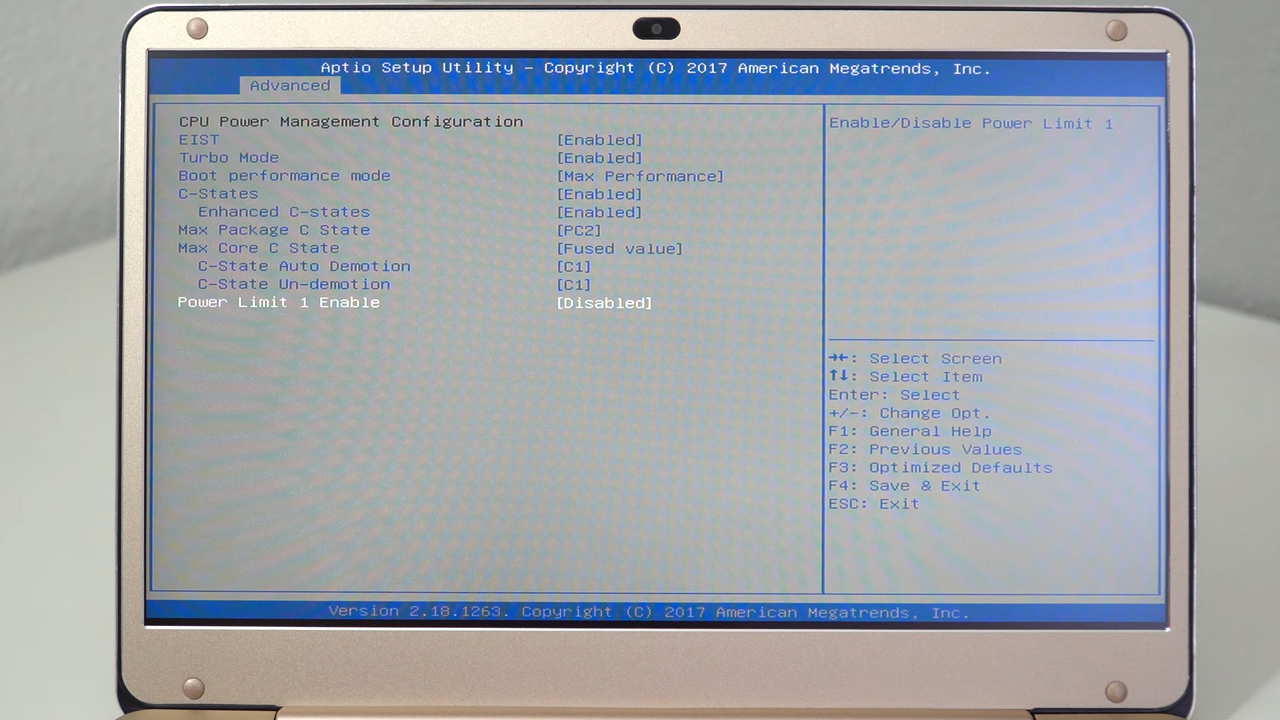 Aptio Setup Utility – Copyright (C) 2017 American Megatrends, Inc.
Advanced
CPU Power Management Configuration
EIST [Enabled]
Turbo Mode [Enabled]
Boot performance mode [Max Performance]
C-States [Enabled]
Enhanced C-states [Enabled]
Max Package C State [PC2]
Max Core C State [Fused value]
C-State Auto Demotion [C1]
C-State Un-demotion [C1]
Power Limit 1 Enable [Disabled]
Enable/Disable Power Limit 1
→←: Select Screen
↑↓: Select Item
Enter: Select
+/-: Change Opt.
F1: General Help
F2: Previous Values
F3: Optimized Defaults
F4: Save & Exit
ESC: Exit
Version 2.18.1263. Copyright (C) 2017 American Megatrends, Inc.